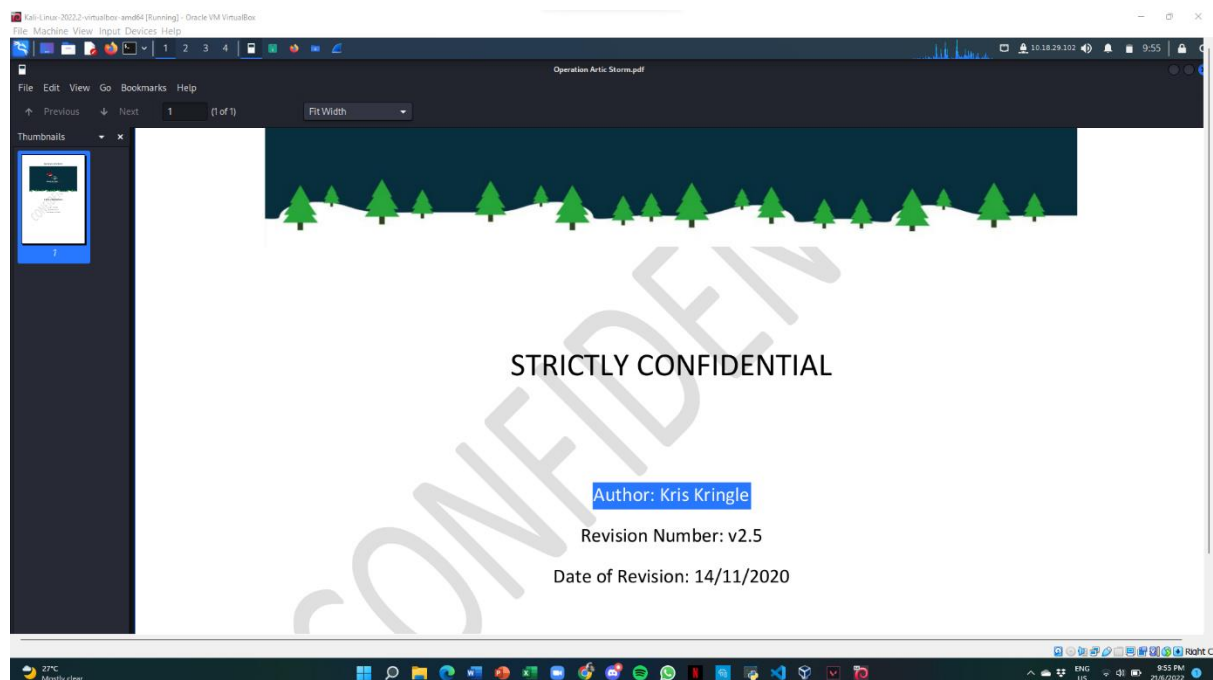 Kali-Linux-2022.2-virtualbox-amd64 [Running] - Oracle VM VirtualBox
File Machine View Input Devices Help
1 2 3 4
10.18.29.102
9:55
Operation Artic Storm.pdf
File Edit View Go Bookmarks Help
Previous Next 1 (1 of 1) Fit Width
Thumbnails
1
CONFIDEN
STRICTLY CONFIDENTIAL
Author: Kris Kringle
Revision Number: v2.5
Date of Revision: 14/11/2020
Right C
27°C
Mostly clear
ENG
US
9:55 PM
21/6/2022